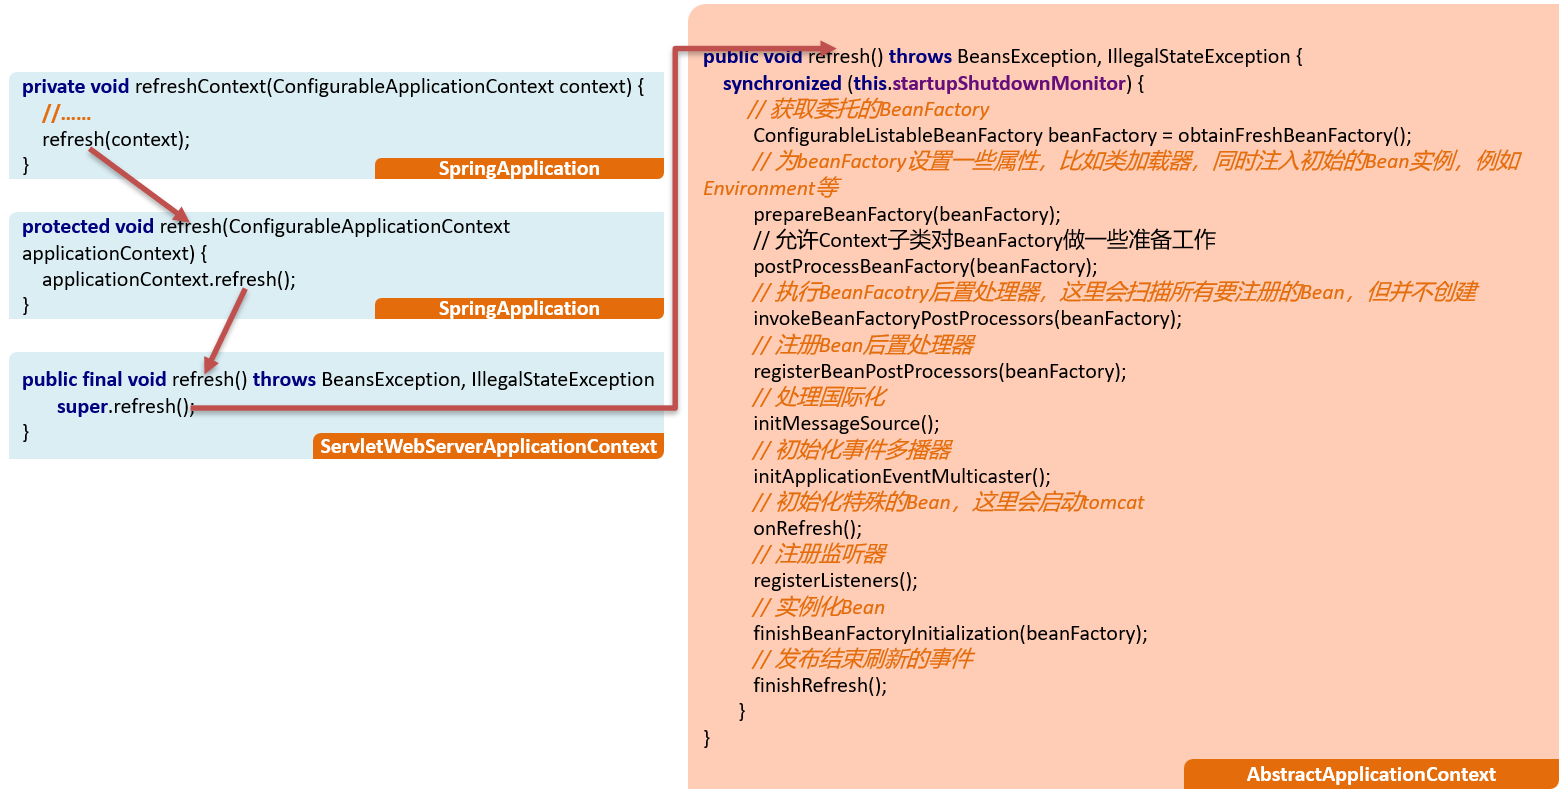 private void refreshContext(ConfigurableApplicationContext context) {
//……
refresh(context);
}
SpringApplication
protected void refresh(ConfigurableApplicationContext
applicationContext) {
applicationContext.refresh();
}
SpringApplication
public final void refresh() throws BeansException, IllegalStateException
super.refresh();
}
ServletWebServerApplicationContext
public void refresh() throws BeansException, IllegalStateException {
synchronized (this.startupShutdownMonitor) {
// 获取委托的BeanFactory
ConfigurableListableBeanFactory beanFactory = obtainFreshBeanFactory();
// 为beanFactory设置一些属性，比如类加载器，同时注入初始的Bean实例，例如
Environment等
prepareBeanFactory(beanFactory);
// 允许Context子类对BeanFactory做一些准备工作
postProcessBeanFactory(beanFactory);
// 执行BeanFacotry后置处理器，这里会扫描所有要注册的Bean，但并不创建
invokeBeanFactoryPostProcessors(beanFactory);
// 注册Bean后置处理器
registerBeanPostProcessors(beanFactory);
// 处理国际化
initMessageSource();
// 初始化事件多播器
initApplicationEventMulticaster();
// 初始化特殊的Bean，这里会启动tomcat
onRefresh();
// 注册监听器
registerListeners();
// 实例化Bean
finishBeanFactoryInitialization(beanFactory);
// 发布结束刷新的事件
finishRefresh();
}
}
AbstractApplicationContext